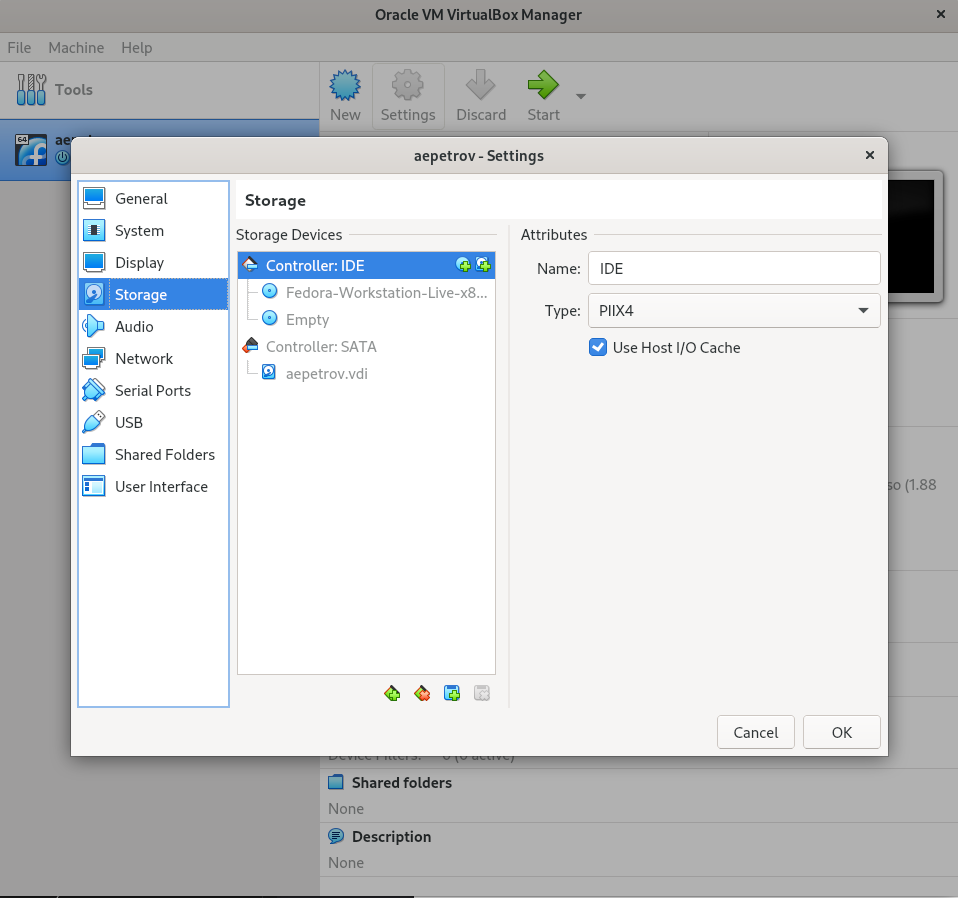 Oracle VM VirtualBox Manager
File Machine Help
Tools
New Settings Discard Start
64
aepetrov - Settings
General
System
Display
Storage
Audio
Network
Serial Ports
USB
Shared Folders
User Interface
Storage
Storage Devices
Controller: IDE
Fedora-Workstation-Live-x8...
Empty
Controller: SATA
aepetrov.vdi
Attributes
Name: IDE
Type: PIIX4
Use Host I/O Cache
so (1.88
Cancel OK
Device Filters: 0 (0 active)
Shared folders
None
Description
None